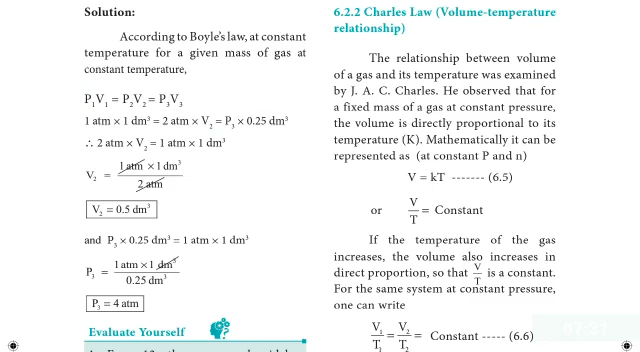 Solution:
According to Boyle's law, at constant
temperature for a given mass of gas at
constant temperature,
P₁V₁ = P₂V₂ = P₃V₃
1 atm × 1 dm³ = 2 atm × V₂ = P₃ × 0.25 dm³
∴ 2 atm × V₂ = 1 atm × 1 dm³
V₂ = 1 atm × 1 dm³ / 2 atm
V₂ = 0.5 dm³
and P₃ × 0.25 dm³ = 1 atm × 1 dm³
P₃ = 1 atm × 1 dm³ / 0.25 dm³
P₃ = 4 atm
Evaluate Yourself
6.2.2 Charles Law (Volume-temperature
relationship)
The relationship between volume
of a gas and its temperature was examined
by J. A. C. Charles. He observed that for
a fixed mass of a gas at constant pressure,
the volume is directly proportional to its
temperature (K). Mathematically it can be
represented as (at constant P and n)
V = kT ------- (6.5)
or V/T = Constant
If the temperature of the gas
increases, the volume also increases in
direct proportion, so that V/T is a constant.
For the same system at constant pressure,
one can write
V₁/T₁ = V₂/T₂ = Constant ----- (6.6)